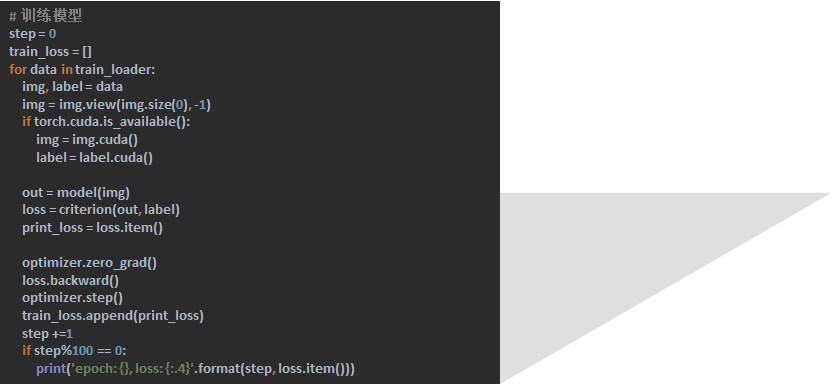 # 训练模型
step = 0
train_loss = []
for data in train_loader:
img, label = data
img = img.view(img.size(0), -1)
if torch.cuda.is_available():
img = img.cuda()
label = label.cuda()
out = model(img)
loss = criterion(out, label)
print_loss = loss.item()
optimizer.zero_grad()
loss.backward()
optimizer.step()
train_loss.append(print_loss)
step +=1
if step%100 == 0:
print('epoch: {}, loss: {:.4}'.format(step, loss.item()))